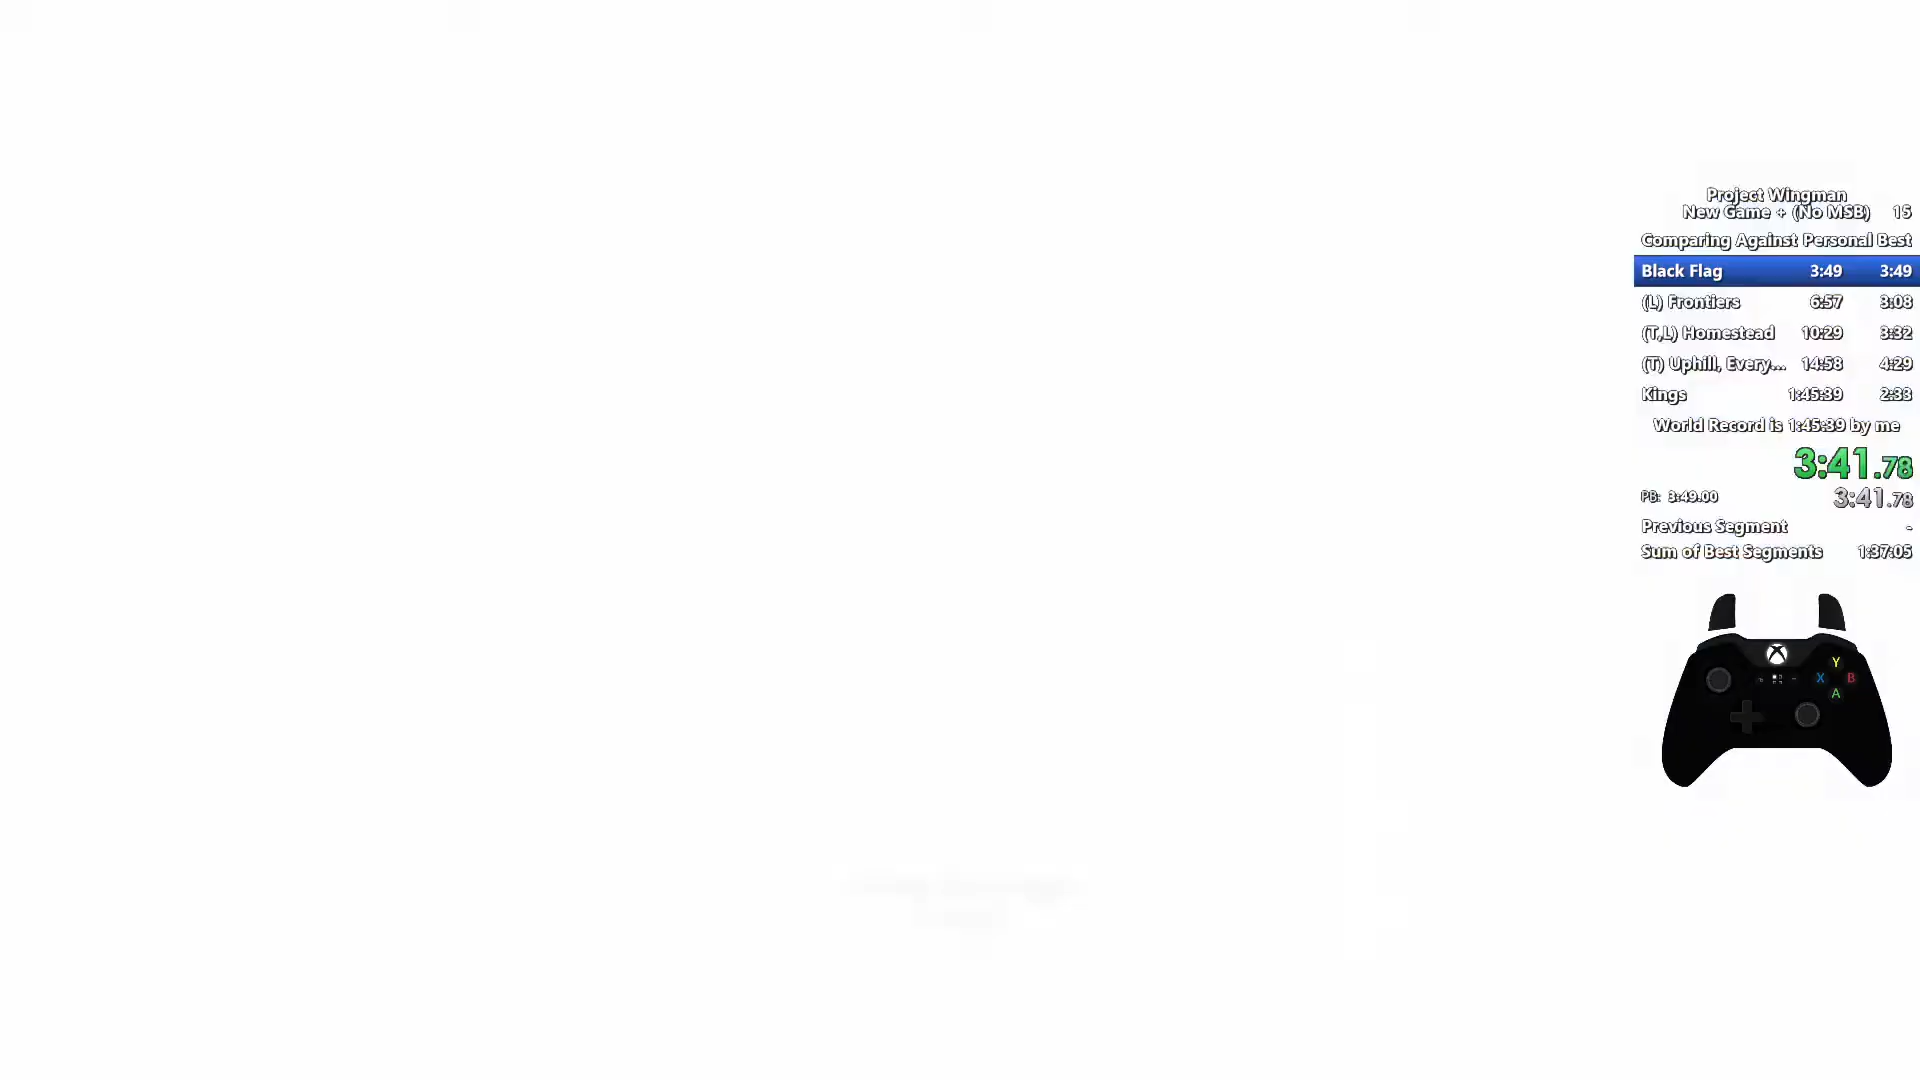 Project Wingman
New Game + (No MSB) 15
Comparing Against Personal Best
Black Flag 3:49 3:49
(L) Frontiers 6:57 3:08
(T,L) Homestead 10:29 3:32
(T) Uphill, Every... 14:58 4:29
Kings 1:45:39 2:33
World Record is 1:45:39 by me
3:41.78
PB: 3:49.00 3:41.78
Previous Segment -
Sum of Best Segments 1:37:05
Y
X B
A